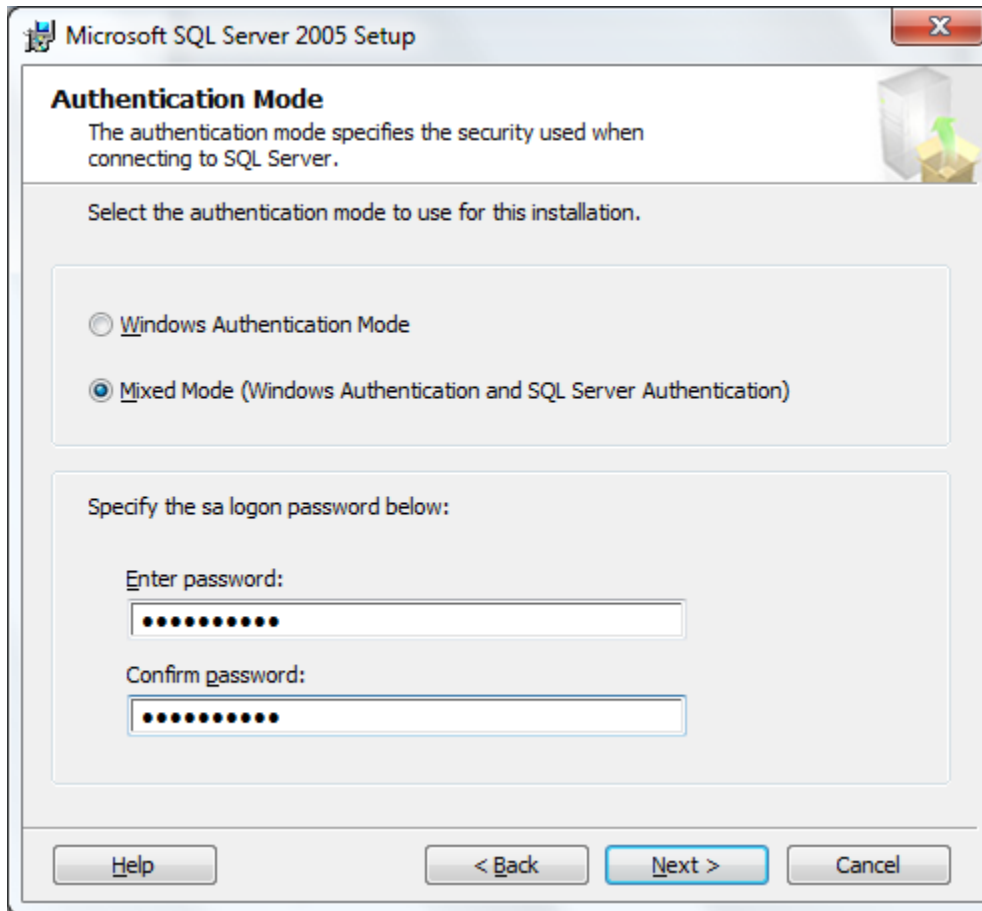 Microsoft SQL Server 2005 Setup
Authentication Mode
The authentication mode specifies the security used when
connecting to SQL Server.
Select the authentication mode to use for this installation.
Windows Authentication Mode
Mixed Mode (Windows Authentication and SQL Server Authentication)
Specify the sa logon password below:
Enter password:
••••••••••
Confirm password:
••••••••••
Help
< Back
Next >
Cancel